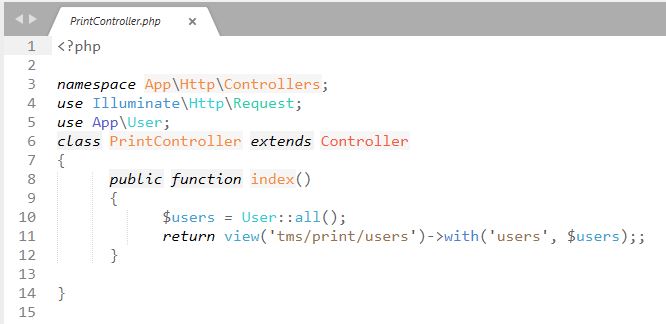 PrintController.php ×
1 <?php
2
3 namespace App\Http\Controllers;
4 use Illuminate\Http\Request;
5 use App\User;
6 class PrintController extends Controller
7 {
8 public function index()
9 {
10 $users = User::all();
11 return view('tms/print/users')->with('users', $users);;
12 }
13
14 }
15